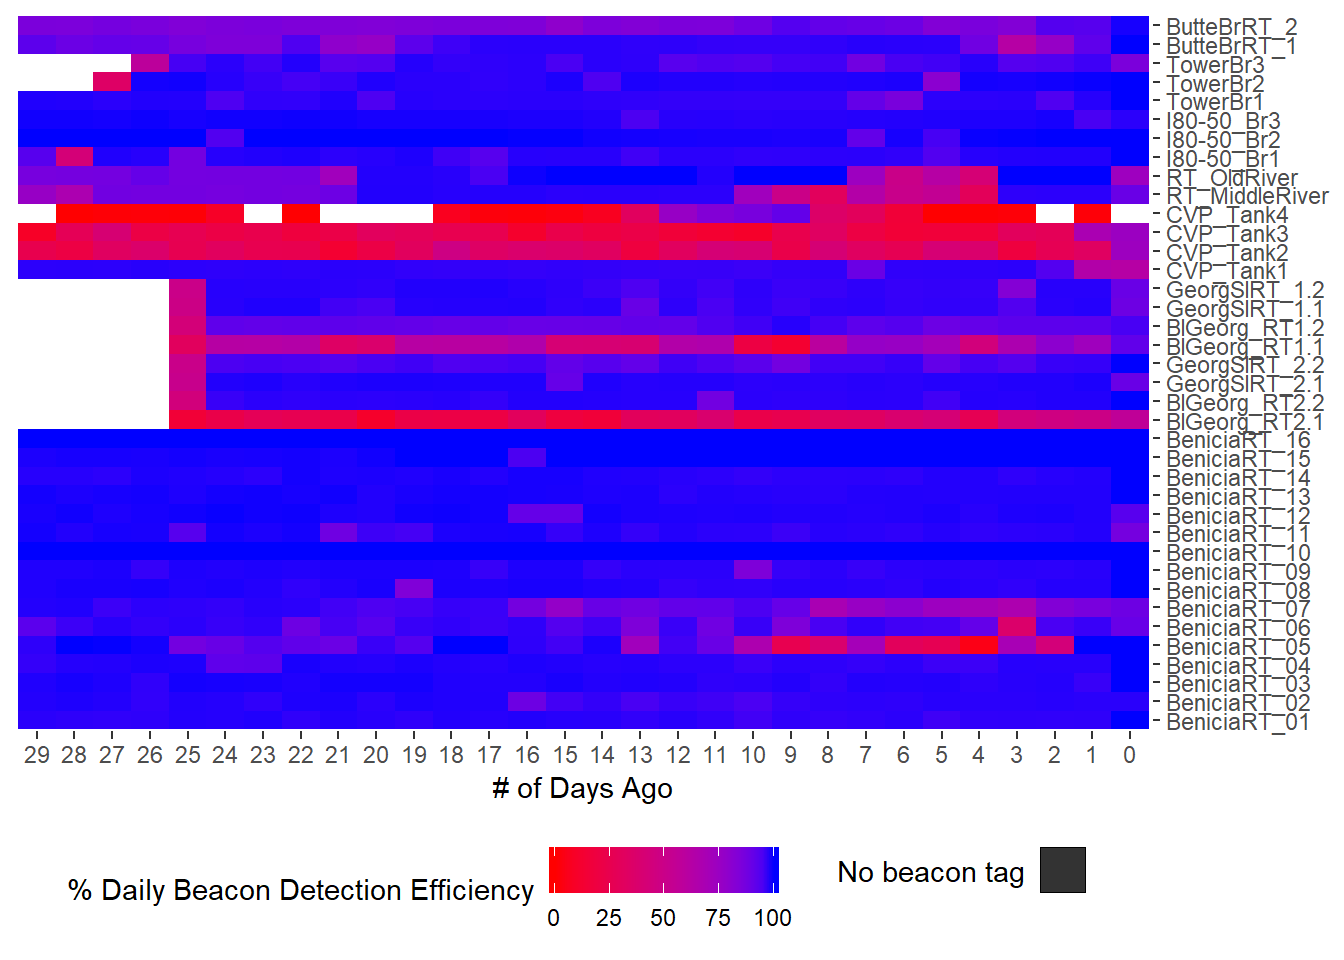 ButteBrRT_2
ButteBrRT_1
TowerBr3
TowerBr2
TowerBr1
I80-50_Br3
I80-50_Br2
I80-50_Br1
RT_OldRiver
RT_MiddleRiver
CVP_Tank4
CVP_Tank3
CVP_Tank2
CVP_Tank1
GeorgSlRT_1.2
GeorgSlRT_1.1
BlGeorg_RT1.2
BlGeorg_RT1.1
GeorgSlRT_2.2
GeorgSlRT_2.1
BlGeorg_RT2.2
BlGeorg_RT2.1
BeniciaRT_16
BeniciaRT_15
BeniciaRT_14
BeniciaRT_13
BeniciaRT_12
BeniciaRT_11
BeniciaRT_10
BeniciaRT_09
BeniciaRT_08
BeniciaRT_07
BeniciaRT_06
BeniciaRT_05
BeniciaRT_04
BeniciaRT_03
BeniciaRT_02
BeniciaRT_01
29 28 27 26 25 24 23 22 21 20 19 18 17 16 15 14 13 12 11 10 9 8 7 6 5 4 3 2 1 0
# of Days Ago
% Daily Beacon Detection Efficiency
0 25 50 75 100
No beacon tag